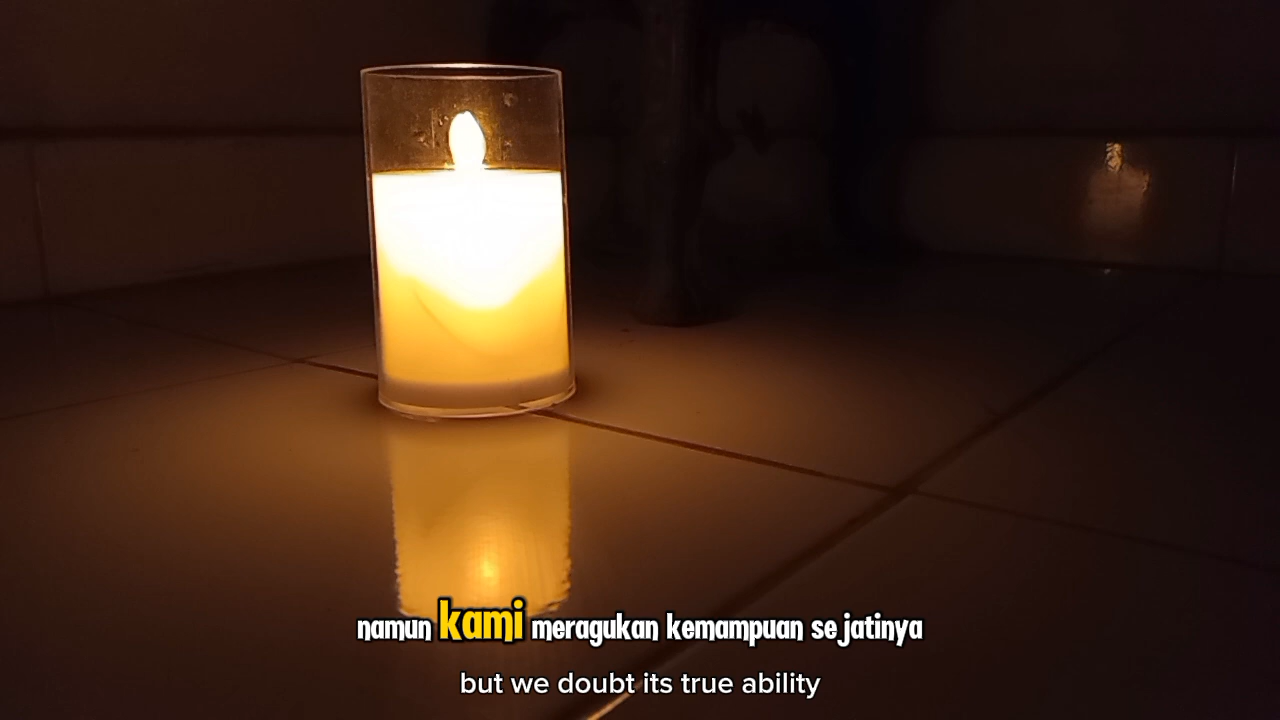 namun kami meragukan kemampuan sejatinya
but we doubt its true ability